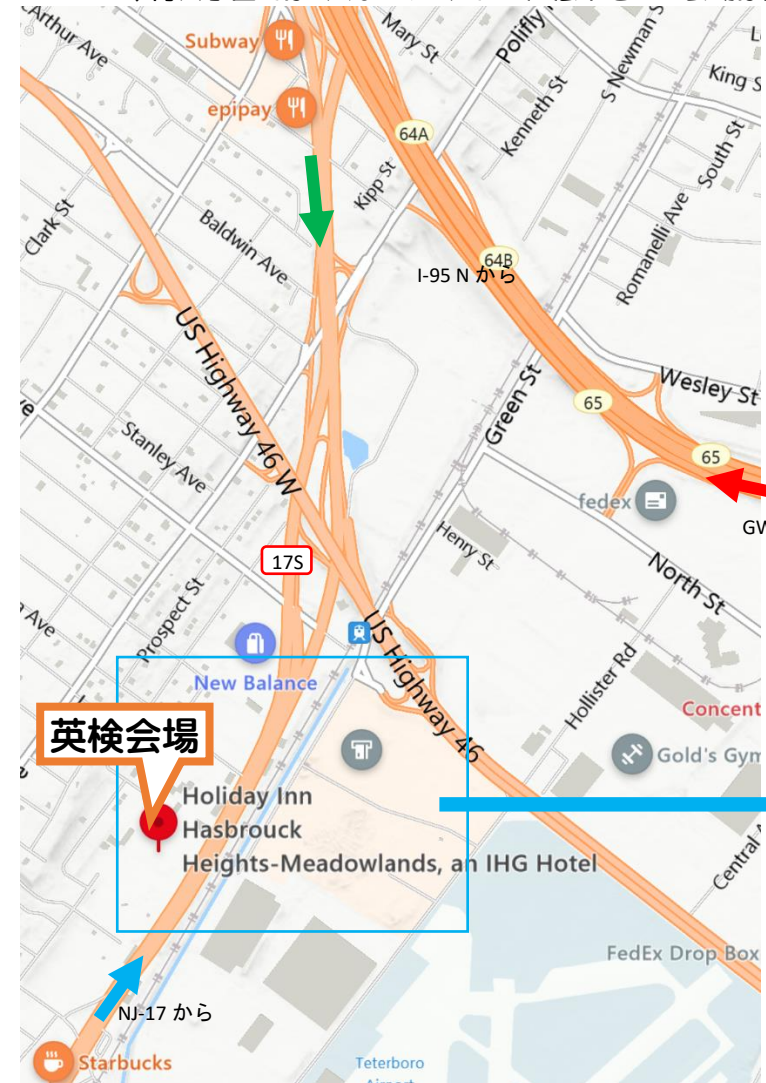 Arthur Ave
Subway
Mary St
Polifly
S Newman S
King S
epipay
64A
Kenneth St
South St
Kipp St
Clark St
Baldwin Ave
Romanelli Ave
64B
I-95 N から
US Highway 46 W
Green St
Wesley St
65
65
Stanley Ave
fedex
GW
Henry St
North St
17S
Prospect St
Ave
US Highway 46
New Balance
Hollister Rd
Concent
英検会場
Gold's Gym
Holiday Inn
Hasbrouck
Heights-Meadowlands, an IHG Hotel
Central A
FedEx Drop Box
NJ-17 から
Starbucks
Teterboro
Airport